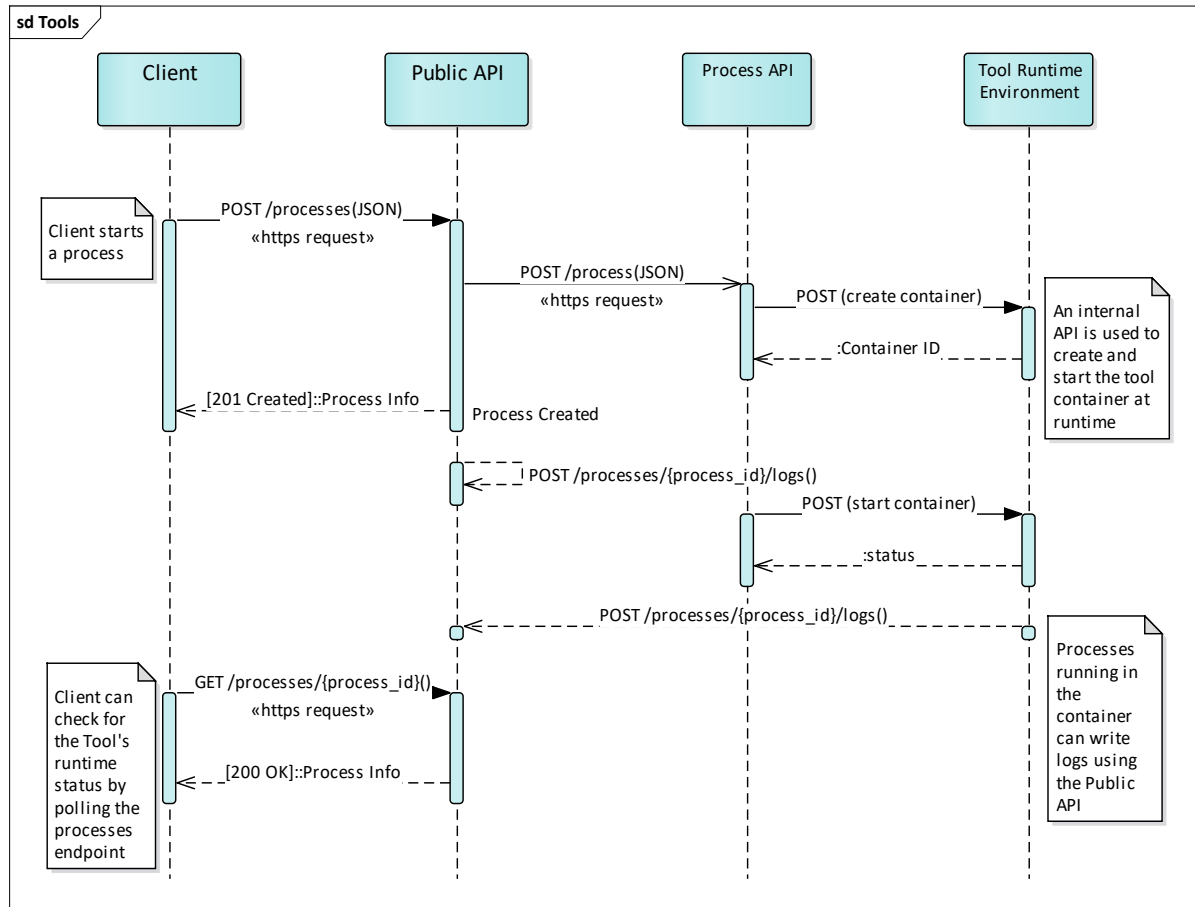 sd Tools
Client
Public API
Process API
Tool Runtime
Environment
Client starts
a process
POST /processes(JSON)
«https request»
POST /process(JSON)
«https request»
POST (create container)
:Container ID
An internal
API is used to
create and
start the tool
container at
runtime
[201 Created]::Process Info
Process Created
POST /processes/{process_id}/logs()
POST (start container)
:status
POST /processes/{process_id}/logs()
Processes
running in
the
container
can write
logs using
the Public
API
Client can
check for
the Tool's
runtime
status by
polling the
processes
endpoint
GET /processes/{process_id}()
«https request»
[200 OK]::Process Info